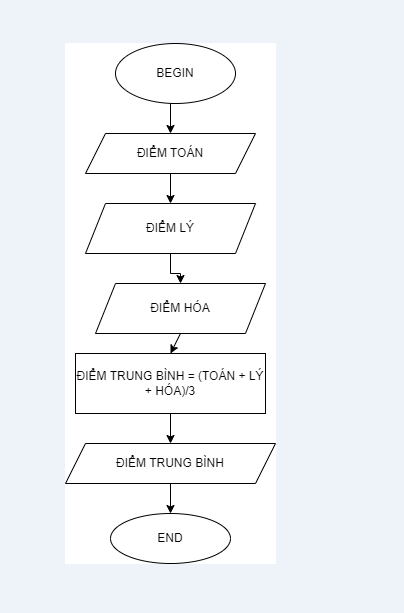 BEGIN
ĐIỂM TOÁN
ĐIỂM LÝ
ĐIỂM HÓA
ĐIỂM TRUNG BÌNH = (TOÁN + LÝ
+ HÓA)/3
ĐIỂM TRUNG BÌNH
END